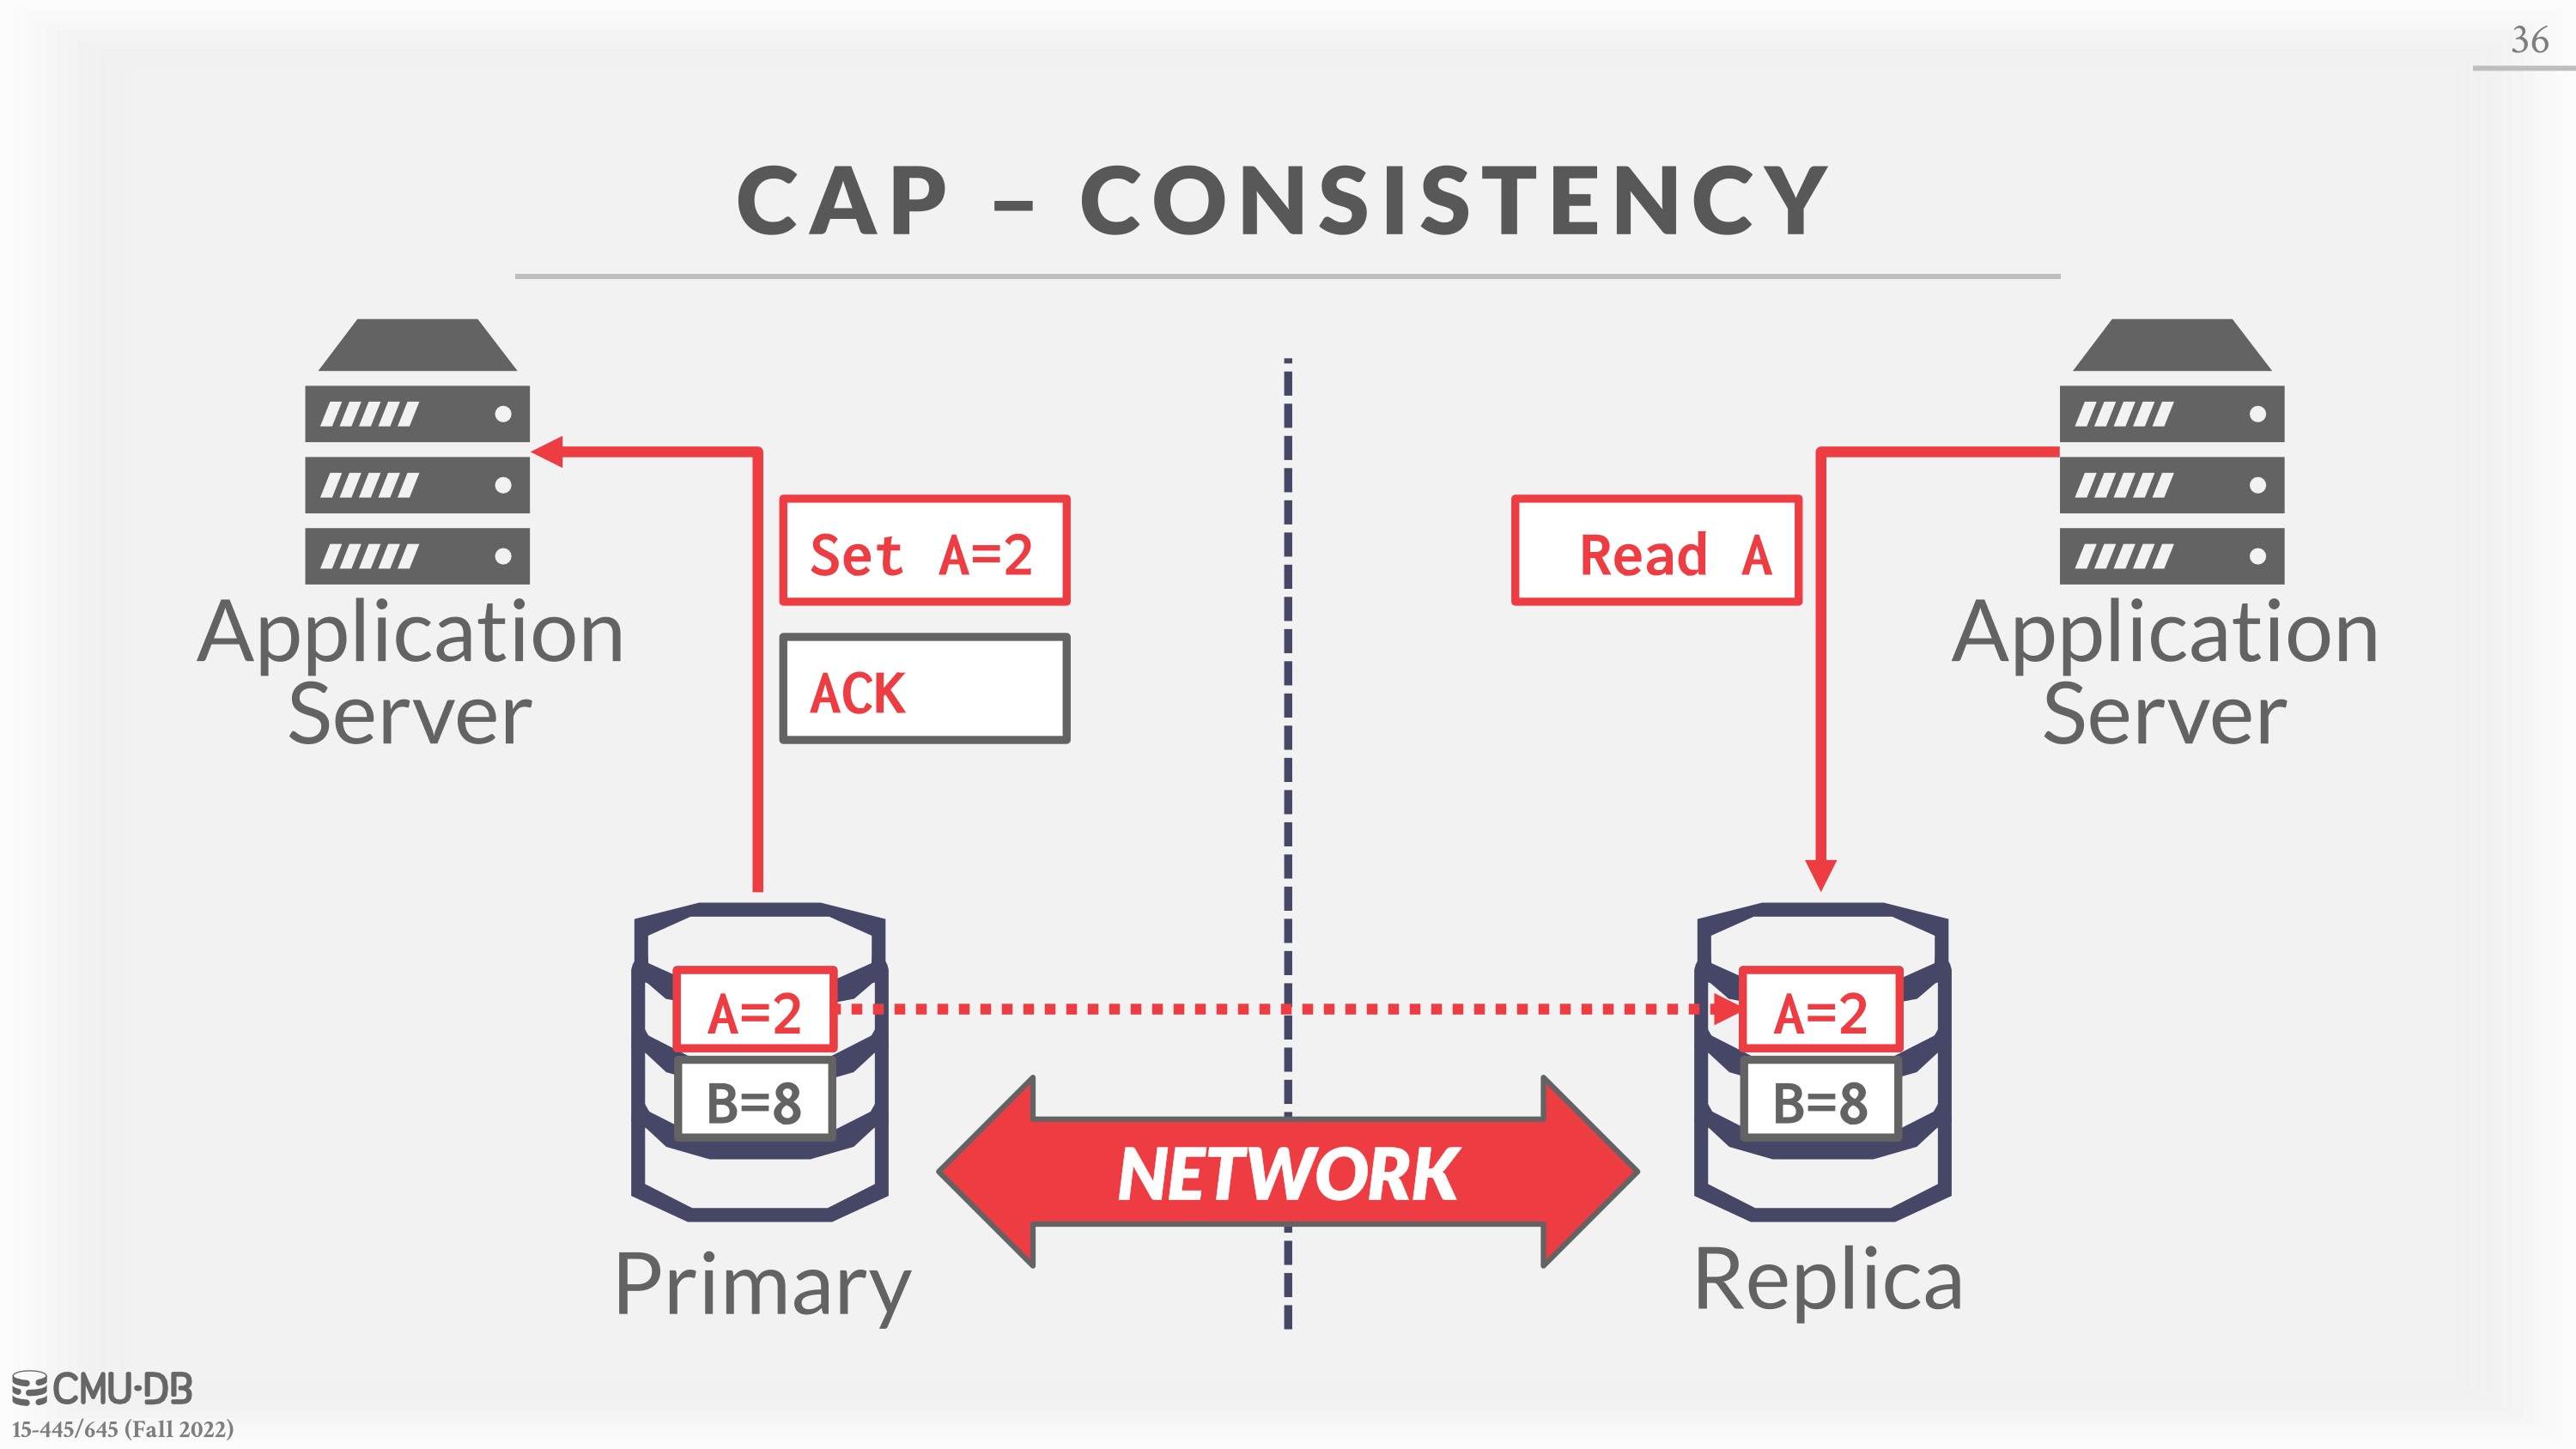 36
CAP – CONSISTENCY
Set A=2
ACK
Read A
Application
Server
Application
Server
A=2
B=8
A=2
B=8
NETWORK
Primary
Replica
CMU·DB
15-445/645 (Fall 2022)